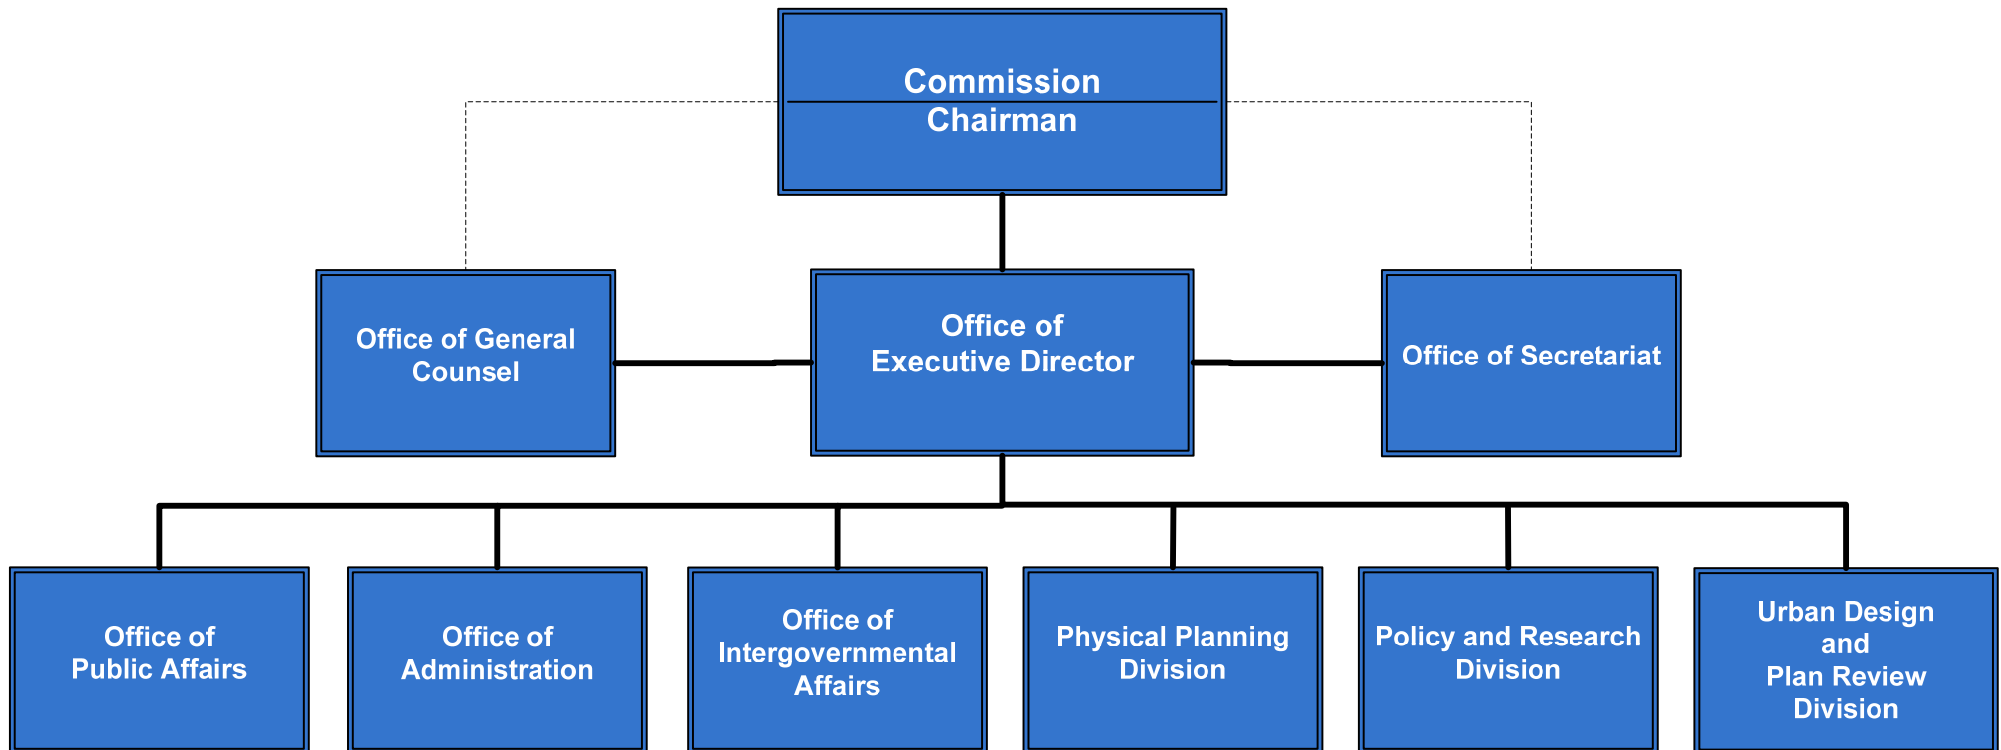 Commission
Chairman
Office of General
Counsel
Office of
Executive Director
Office of Secretariat
Office of
Public Affairs
Office of
Administration
Office of
Intergovernmental
Affairs
Physical Planning
Division
Policy and Research
Division
Urban Design
and
Plan Review
Division